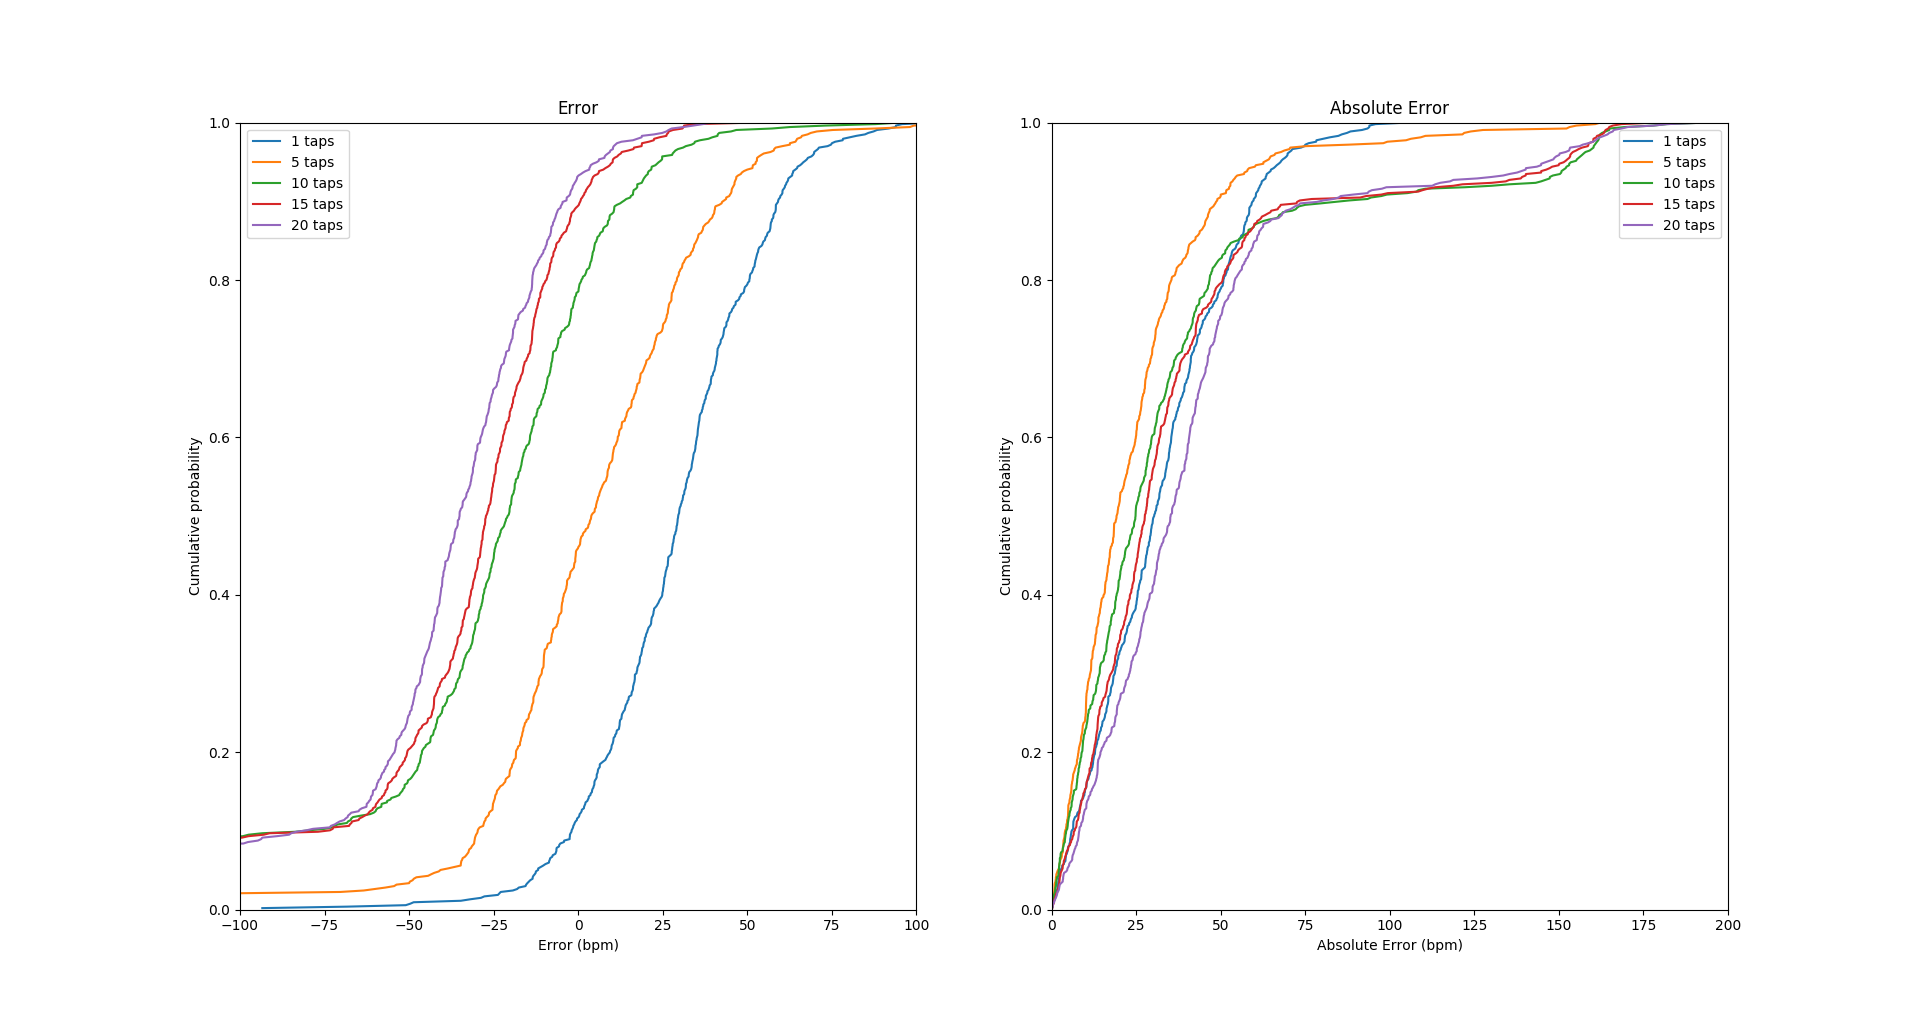 Error
1.0
0.8
0.6
0.4
0.2
0.0
Cumulative probability
1 taps
5 taps
10 taps
15 taps
20 taps
−100
−75
−50
−25
0
25
50
75
100
Error (bpm)
Absolute Error
1.0
0.8
0.6
0.4
0.2
0.0
Cumulative probability
1 taps
5 taps
10 taps
15 taps
20 taps
0
25
50
75
100
125
150
175
200
Absolute Error (bpm)